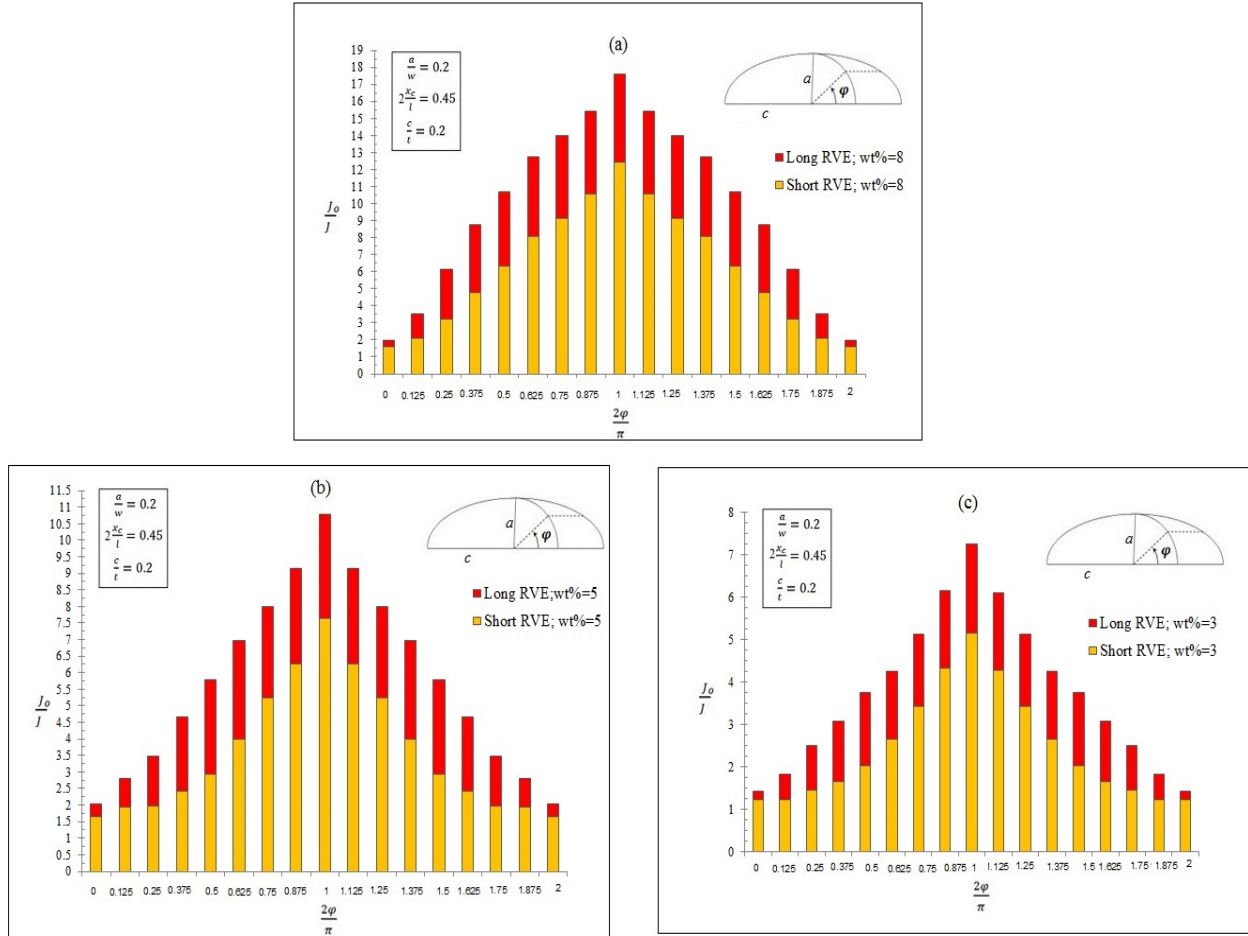 (a)
a/w = 0.2
2 x_c/l = 0.45
c/t = 0.2
a
φ
c
Long RVE; wt%=8
Short RVE; wt%=8
J_o/J
19
18
17
16
15
14
13
12
11
10
9
8
7
6
5
4
3
2
1
0
0 0.125 0.25 0.375 0.5 0.625 0.75 0.875 1 1.125 1.25 1.375 1.5 1.625 1.75 1.875 2
2φ/π
(b)
a/w = 0.2
2 x_c/l = 0.45
c/t = 0.2
a
φ
c
Long RVE;wt%=5
Short RVE; wt%=5
J_o/J
11.5
11
10.5
10
9.5
9
8.5
8
7.5
7
6.5
6
5.5
5
4.5
4
3.5
3
2.5
2
1.5
1
0.5
0
0 0.125 0.25 0.375 0.5 0.625 0.75 0.875 1 1.125 1.25 1.375 1.5 1.625 1.75 1.875 2
2φ/π
(c)
a/w = 0.2
2 x_c/l = 0.45
c/t = 0.2
a
φ
c
Long RVE; wt%=3
Short RVE; wt%=3
J_o/J
8
7
6
5
4
3
2
1
0
0 0.125 0.25 0.375 0.5 0.625 0.75 0.875 1 1.125 1.25 1.375 1.5 1.625 1.75 1.875 2
2φ/π